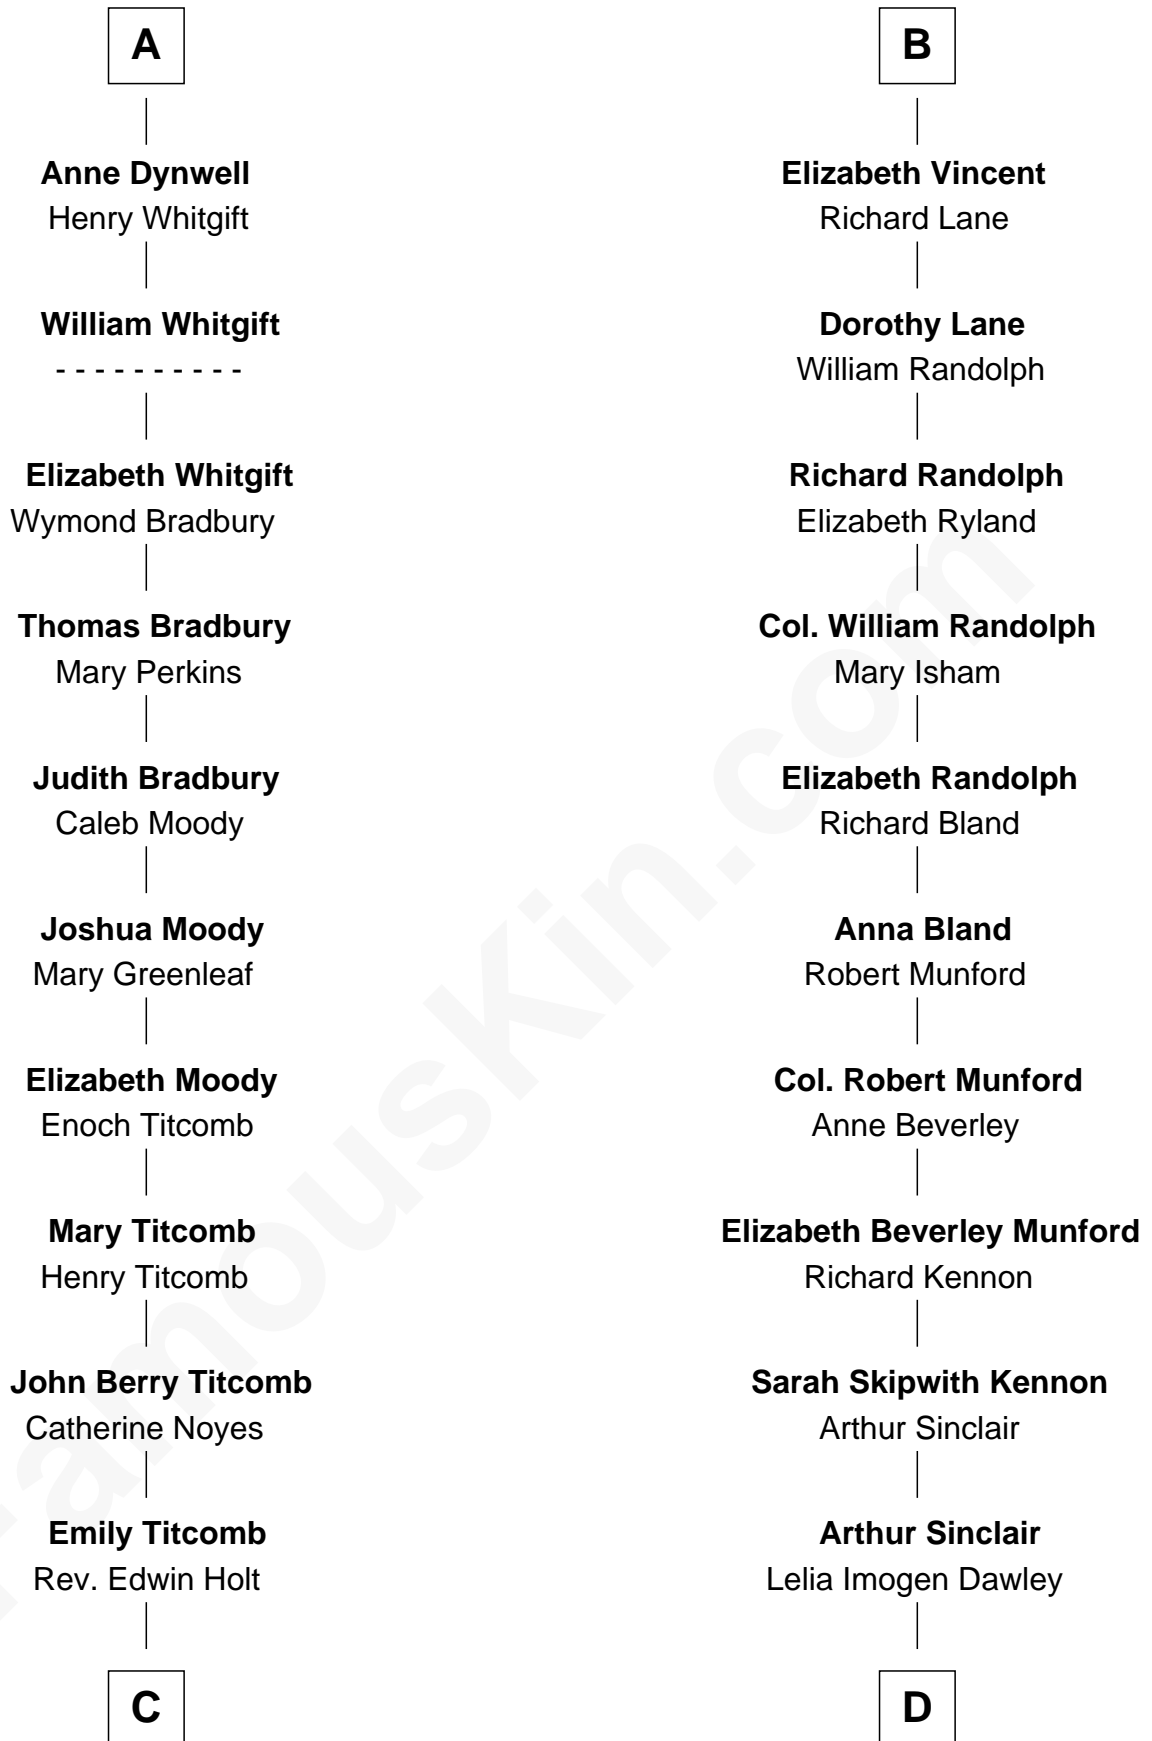 A
Anne Dynwell
Henry Whitgift
William Whitgift
- - - - - - - - - -
Elizabeth Whitgift
Wymond Bradbury
Thomas Bradbury
Mary Perkins
Judith Bradbury
Caleb Moody
Joshua Moody
Mary Greenleaf
Elizabeth Moody
Enoch Titcomb
Mary Titcomb
Henry Titcomb
John Berry Titcomb
Catherine Noyes
Emily Titcomb
Rev. Edwin Holt
C
B
Elizabeth Vincent
Richard Lane
Dorothy Lane
William Randolph
Richard Randolph
Elizabeth Ryland
Col. William Randolph
Mary Isham
Elizabeth Randolph
Richard Bland
Anna Bland
Robert Munford
Col. Robert Munford
Anne Beverley
Elizabeth Beverley Munford
Richard Kennon
Sarah Skipwith Kennon
Arthur Sinclair
Arthur Sinclair
Lelia Imogen Dawley
D
FamousKin.com